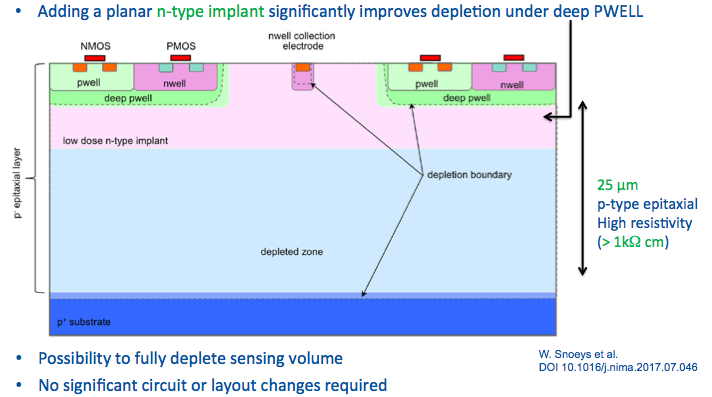 • Adding a planar n-type implant significantly improves depletion under deep PWELL
NMOS
PMOS
nwell collection
electrode
pwell
nwell
pwell
nwell
deep pwell
deep pwell
low dose n-type implant
depletion boundary
p⁻ epitaxial layer
25 µm
p-type epitaxial
High resistivity
(> 1kΩ cm)
depleted zone
p⁺ substrate
• Possibility to fully deplete sensing volume
• No significant circuit or layout changes required
W. Snoeys et al.
DOI 10.1016/j.nima.2017.07.046